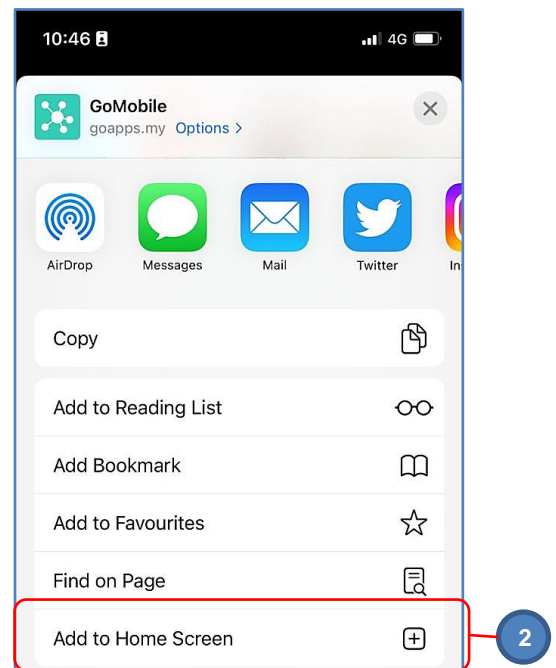 10:46 4G
GoMobile
goapps.my Options >
AirDrop Messages Mail Twitter In
Copy
Add to Reading List
Add Bookmark
Add to Favourites
Find on Page
Add to Home Screen
2